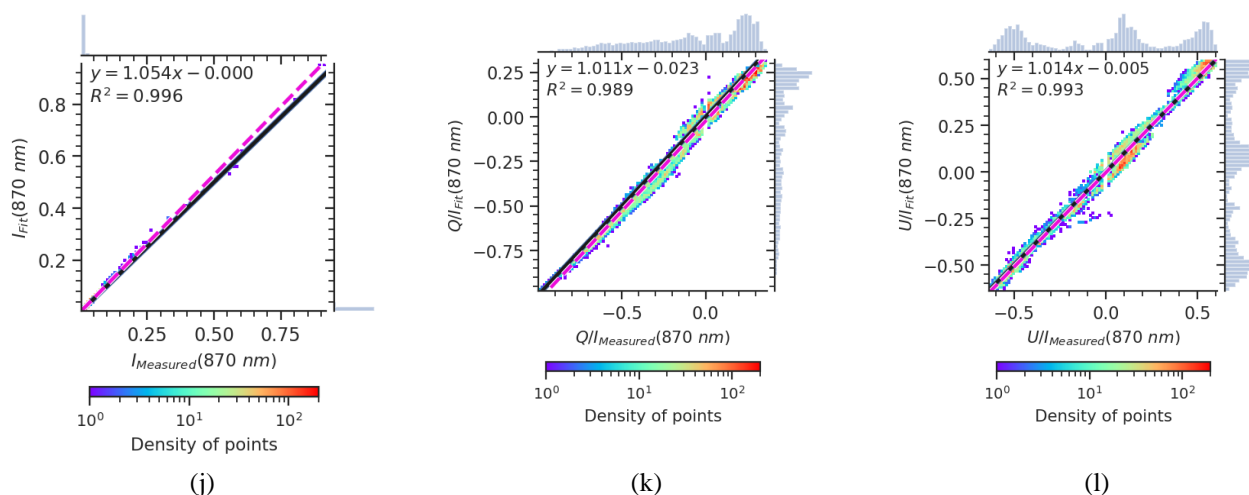 y = 1.054x − 0.000
R² = 0.996
0.8
0.6
0.4
0.2
I_Fit(870 nm)
0.25 0.50 0.75
I_Measured(870 nm)
10⁰ 10¹ 10²
Density of points
(j)
y = 1.011x − 0.023
R² = 0.989
0.25
0.00
−0.25
−0.50
−0.75
Q/I_Fit(870 nm)
−0.5 0.0
Q/I_Measured(870 nm)
10⁰ 10¹ 10²
Density of points
(k)
y = 1.014x − 0.005
R² = 0.993
0.50
0.25
0.00
−0.25
−0.50
U/I_Fit(870 nm)
−0.5 0.0 0.5
U/I_Measured(870 nm)
10⁰ 10¹ 10²
Density of points
(l)